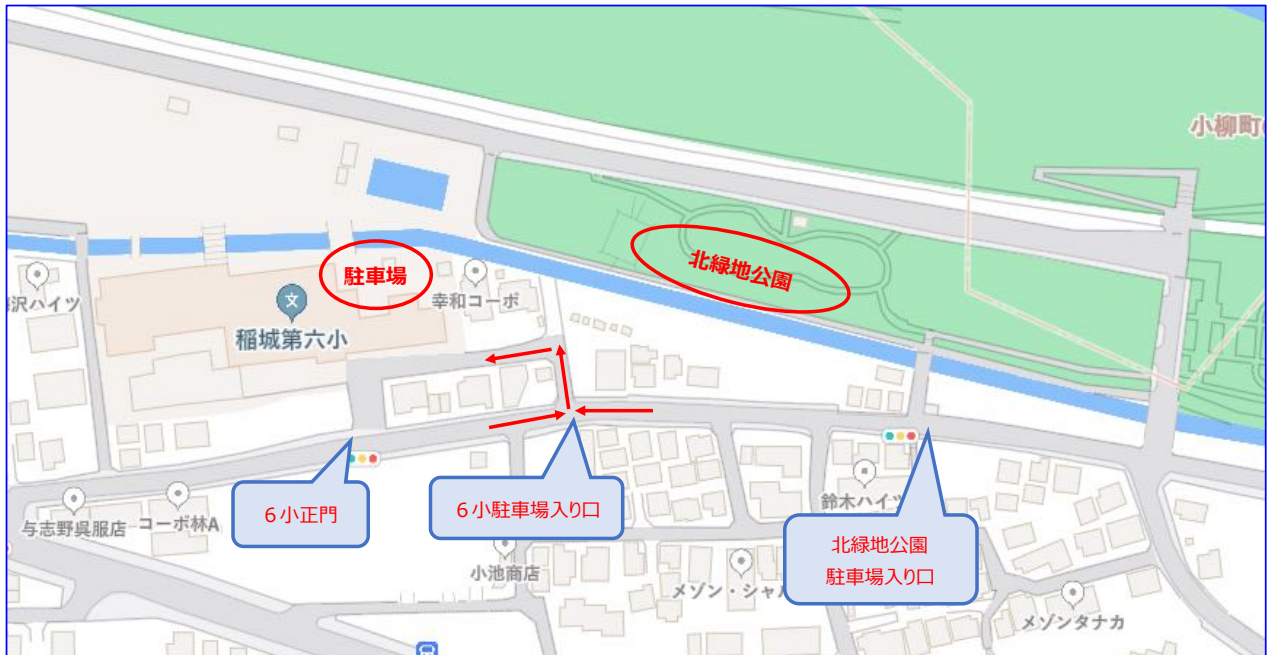 小柳町
北緑地公園
駐車場
幸和コーポ
沢ハイツ
文
稲城第六小
6小正門
6小駐車場入り口
鈴木ハイツ
与志野呉服店
コーポ林A
北緑地公園
駐車場入り口
小池商店
メゾン・シャル
メゾンタナカ